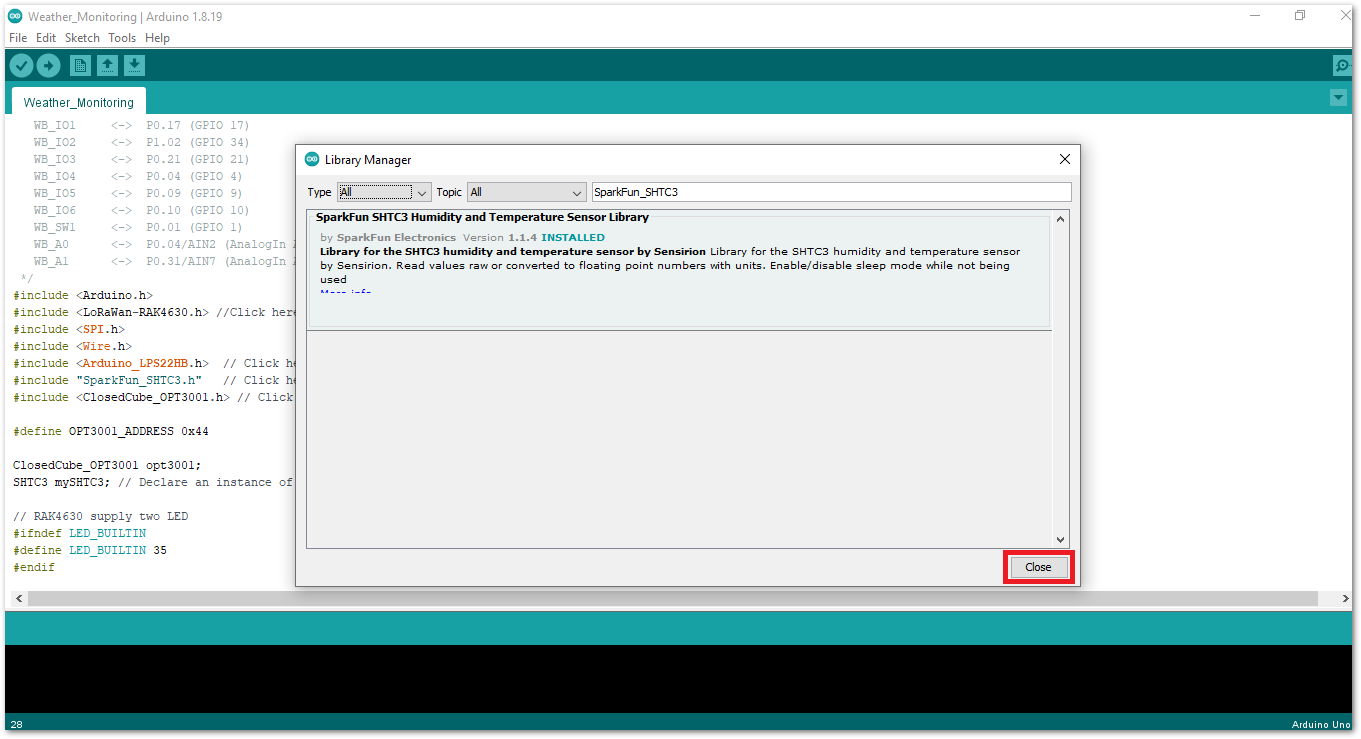 Weather_Monitoring | Arduino 1.8.19
File Edit Sketch Tools Help
Weather_Monitoring
WB_IO1 <-> P0.17 (GPIO 17)
WB_IO2 <-> P1.02 (GPIO 34)
WB_IO3 <-> P0.21 (GPIO 21)
WB_IO4 <-> P0.04 (GPIO 4)
WB_IO5 <-> P0.09 (GPIO 9)
WB_IO6 <-> P0.10 (GPIO 10)
WB_SW1 <-> P0.01 (GPIO 1)
WB_A0 <-> P0.04/AIN2 (AnalogIn
WB_A1 <-> P0.31/AIN7 (AnalogIn
*/
#include <Arduino.h>
#include <LoRaWan-RAK4630.h> //Click here
#include <SPI.h>
#include <Wire.h>
#include <Arduino_LPS22HB.h> // Click he
#include "SparkFun_SHTC3.h" // Click he
#include <ClosedCube_OPT3001.h> // Click
#define OPT3001_ADDRESS 0x44
ClosedCube_OPT3001 opt3001;
SHTC3 mySHTC3; // Declare an instance of
// RAK4630 supply two LED
#ifndef LED_BUILTIN
#define LED_BUILTIN 35
#endif
Library Manager
Type All Topic All SparkFun_SHTC3
SparkFun SHTC3 Humidity and Temperature Sensor Library
by SparkFun Electronics Version 1.1.4 INSTALLED
Library for the SHTC3 humidity and temperature sensor by Sensirion Library for the SHTC3 humidity and temperature sensor
by Sensirion. Read values raw or converted to floating point numbers with units. Enable/disable sleep mode while not being
used
More info
Close
28
Arduino Uno